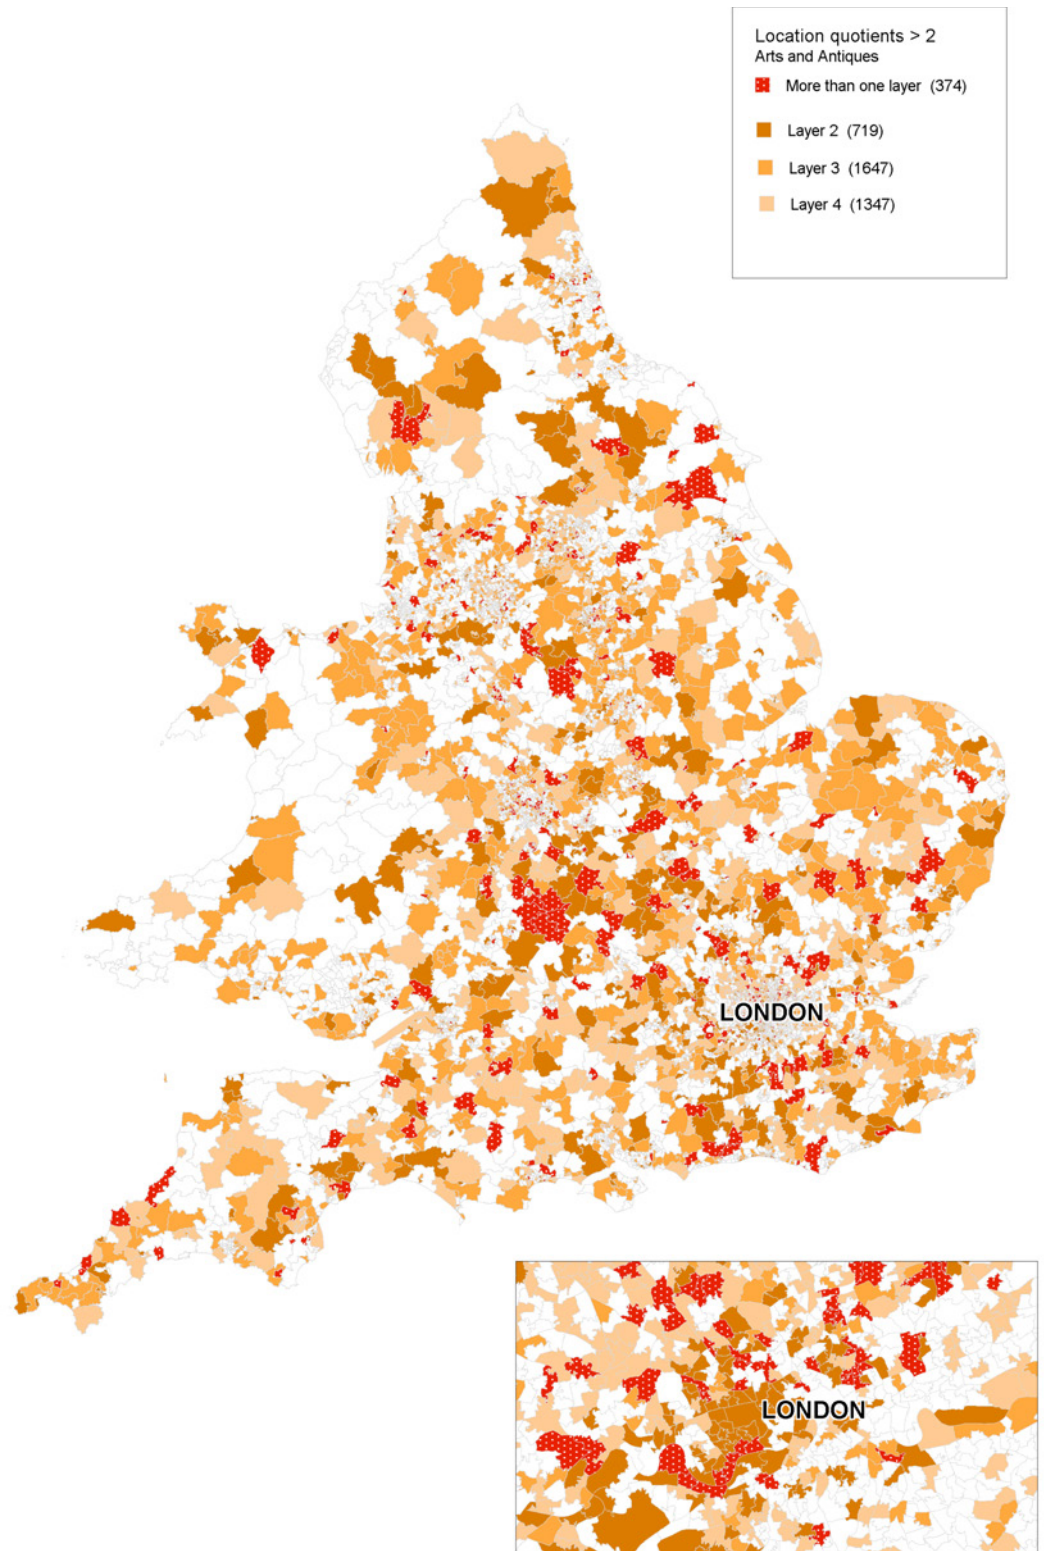 Location quotients > 2
Arts and Antiques
More than one layer (374)
Layer 2 (719)
Layer 3 (1647)
Layer 4 (1347)
LONDON
LONDON